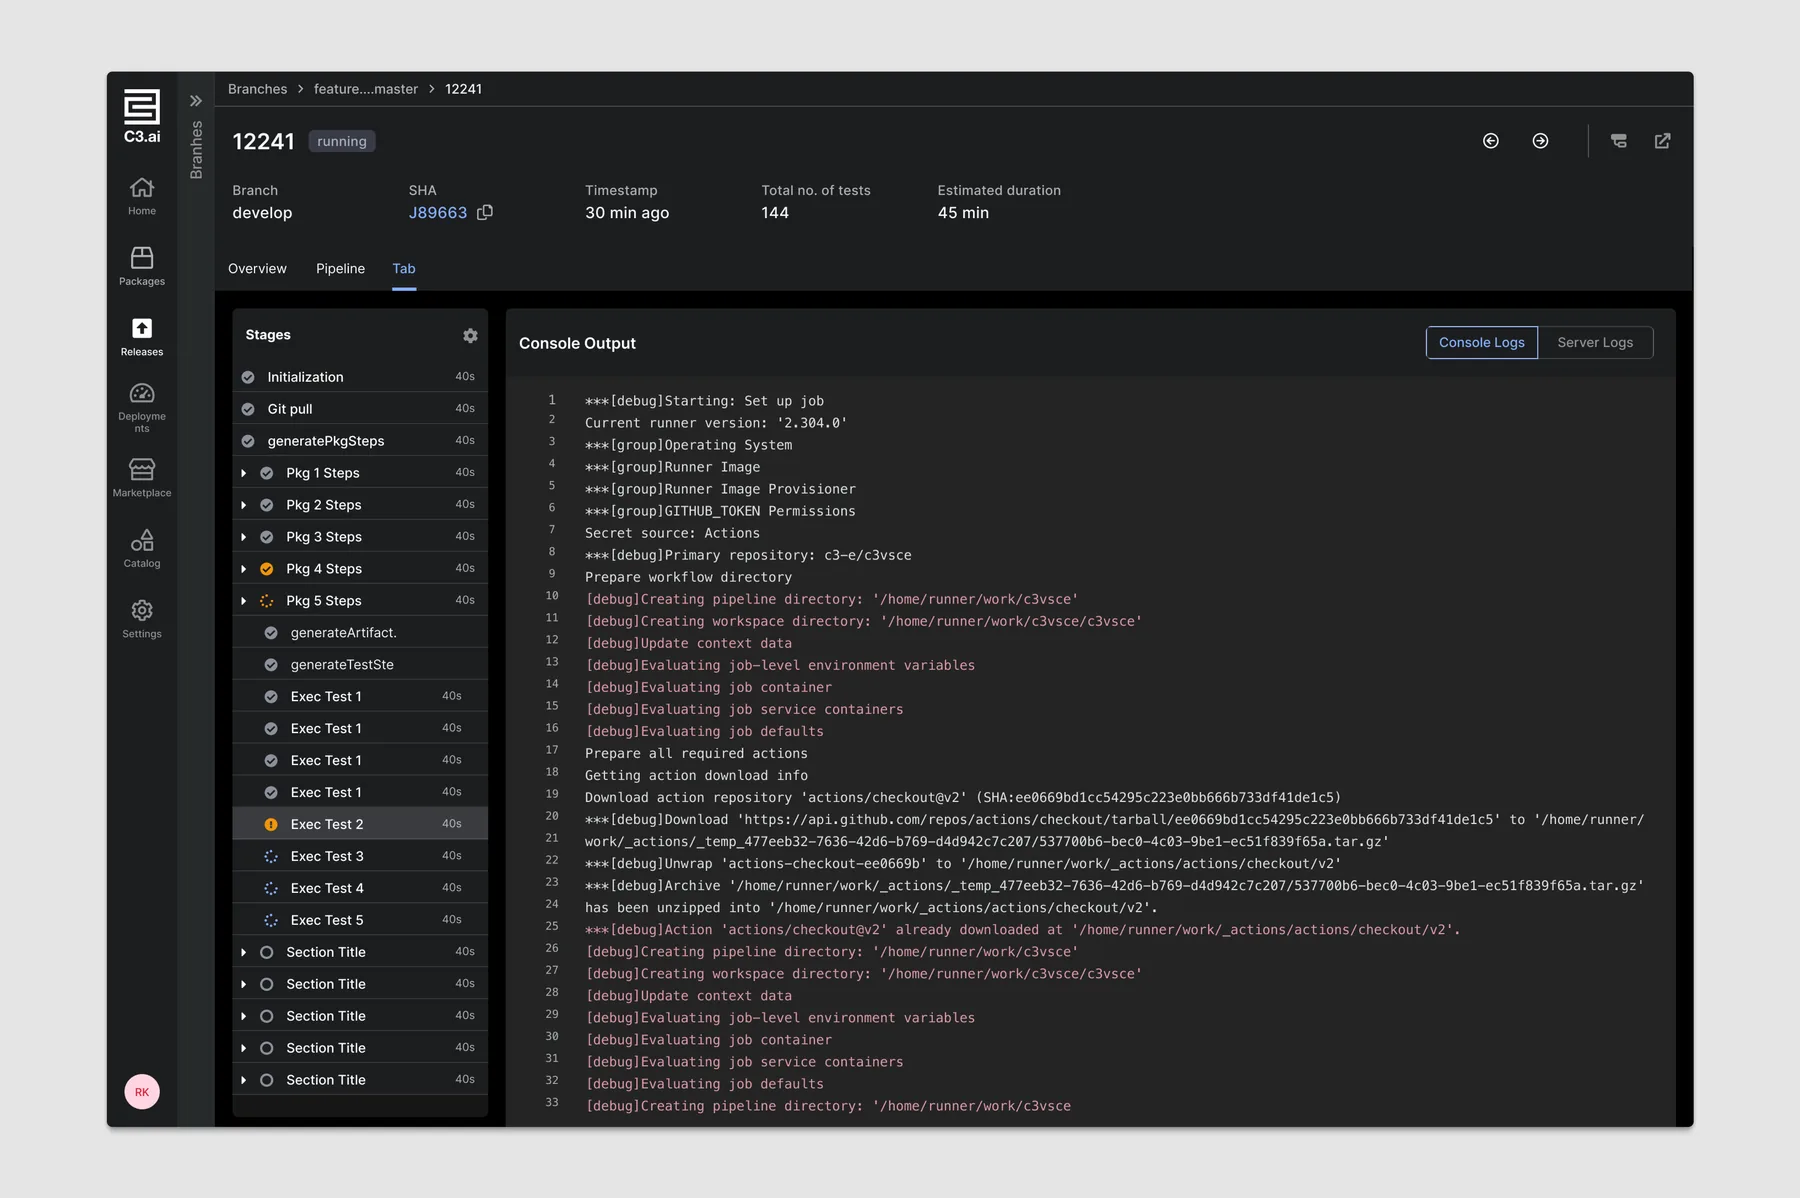 C3.ai
Home
Packages
Releases
Deployme
nts
Marketplace
Catalog
Settings
RK
Branhes
Branches > feature....master > 12241
12241 running
Branch SHA Timestamp Total no. of tests Estimated duration
develop J89663 30 min ago 144 45 min
Overview Pipeline Tab
Stages
Initialization 40s
Git pull 40s
generatePkgSteps 40s
Pkg 1 Steps 40s
Pkg 2 Steps 40s
Pkg 3 Steps 40s
Pkg 4 Steps 40s
Pkg 5 Steps 40s
generateArtifact.
generateTestSte
Exec Test 1 40s
Exec Test 1 40s
Exec Test 1 40s
Exec Test 1 40s
Exec Test 2 40s
Exec Test 3 40s
Exec Test 4 40s
Exec Test 5 40s
Section Title 40s
Section Title 40s
Section Title 40s
Section Title 40s
Section Title 40s
Console Output Console Logs Server Logs
1 ***[debug]Starting: Set up job
2 Current runner version: '2.304.0'
3 ***[group]Operating System
4 ***[group]Runner Image
5 ***[group]Runner Image Provisioner
6 ***[group]GITHUB_TOKEN Permissions
7 Secret source: Actions
8 ***[debug]Primary repository: c3-e/c3vsce
9 Prepare workflow directory
10 [debug]Creating pipeline directory: '/home/runner/work/c3vsce'
11 [debug]Creating workspace directory: '/home/runner/work/c3vsce/c3vsce'
12 [debug]Update context data
13 [debug]Evaluating job-level environment variables
14 [debug]Evaluating job container
15 [debug]Evaluating job service containers
16 [debug]Evaluating job defaults
17 Prepare all required actions
18 Getting action download info
19 Download action repository 'actions/checkout@v2' (SHA:ee0669bd1cc54295c223e0bb666b733df41de1c5)
20 ***[debug]Download 'https://api.github.com/repos/actions/checkout/tarball/ee0669bd1cc54295c223e0bb666b733df41de1c5' to '/home/runner/
21 work/_actions/_temp_477eeb32-7636-42d6-b769-d4d942c7c207/537700b6-bec0-4c03-9be1-ec51f839f65a.tar.gz'
22 ***[debug]Unwrap 'actions-checkout-ee0669b' to '/home/runner/work/_actions/actions/checkout/v2'
23 ***[debug]Archive '/home/runner/work/_actions/_temp_477eeb32-7636-42d6-b769-d4d942c7c207/537700b6-bec0-4c03-9be1-ec51f839f65a.tar.gz'
24 has been unzipped into '/home/runner/work/_actions/actions/checkout/v2'.
25 ***[debug]Action 'actions/checkout@v2' already downloaded at '/home/runner/work/_actions/actions/checkout/v2'.
26 [debug]Creating pipeline directory: '/home/runner/work/c3vsce'
27 [debug]Creating workspace directory: '/home/runner/work/c3vsce/c3vsce'
28 [debug]Update context data
29 [debug]Evaluating job-level environment variables
30 [debug]Evaluating job container
31 [debug]Evaluating job service containers
32 [debug]Evaluating job defaults
33 [debug]Creating pipeline directory: '/home/runner/work/c3vsce